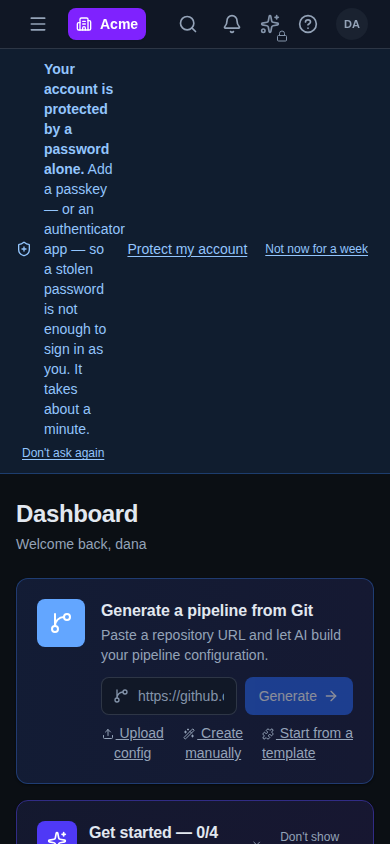 Acme
DA
Your
account is
protected
by a
password
alone. Add
a passkey
— or an
authenticator
app — so
a stolen
password
is not
enough to
sign in as
you. It
takes
about a
minute.
Protect my account
Not now for a week
Don't ask again
Dashboard
Welcome back, dana
Generate a pipeline from Git
Paste a repository URL and let AI build
your pipeline configuration.
https://github.
Generate
Upload
config
Create
manually
Start from a
template
Get started — 0/4
Don't show